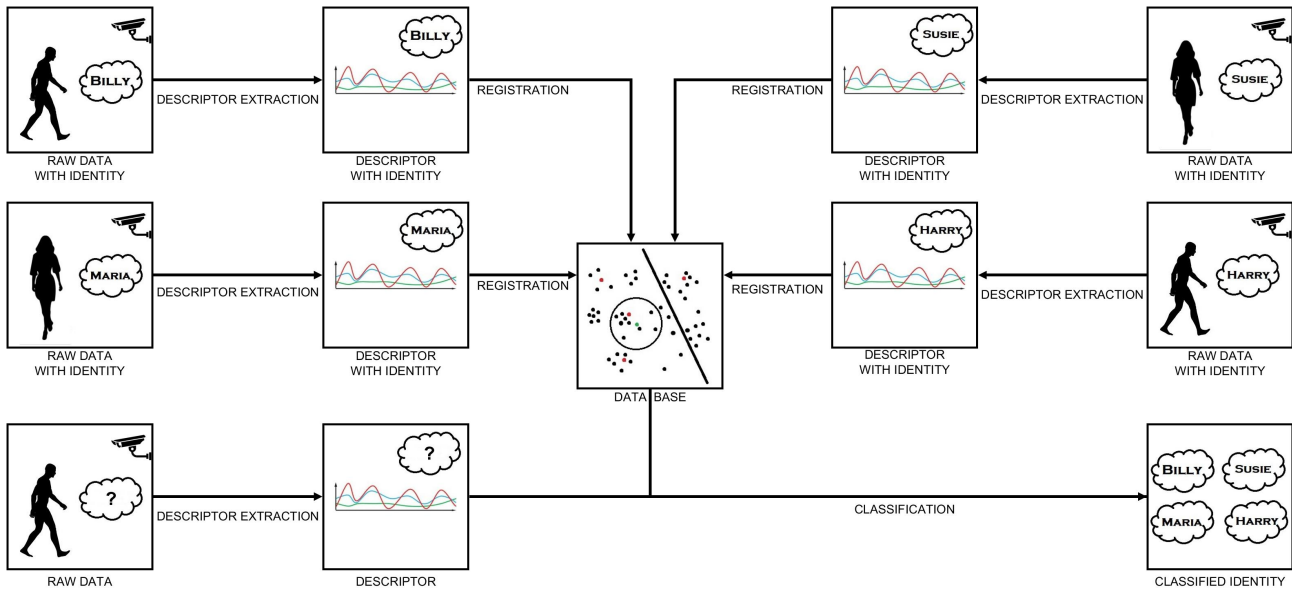 BILLY
DESCRIPTOR EXTRACTION
RAW DATA
WITH IDENTITY
BILLY
REGISTRATION
DESCRIPTOR
WITH IDENTITY
SUSIE
REGISTRATION
DESCRIPTOR
WITH IDENTITY
DESCRIPTOR EXTRACTION
SUSIE
RAW DATA
WITH IDENTITY
MARIA
DESCRIPTOR EXTRACTION
RAW DATA
WITH IDENTITY
MARIA
REGISTRATION
DESCRIPTOR
WITH IDENTITY
DATA BASE
HARRY
REGISTRATION
DESCRIPTOR
WITH IDENTITY
DESCRIPTOR EXTRACTION
HARRY
RAW DATA
WITH IDENTITY
?
DESCRIPTOR EXTRACTION
RAW DATA
?
DESCRIPTOR
CLASSIFICATION
BILLY
SUSIE
MARIA
HARRY
CLASSIFIED IDENTITY